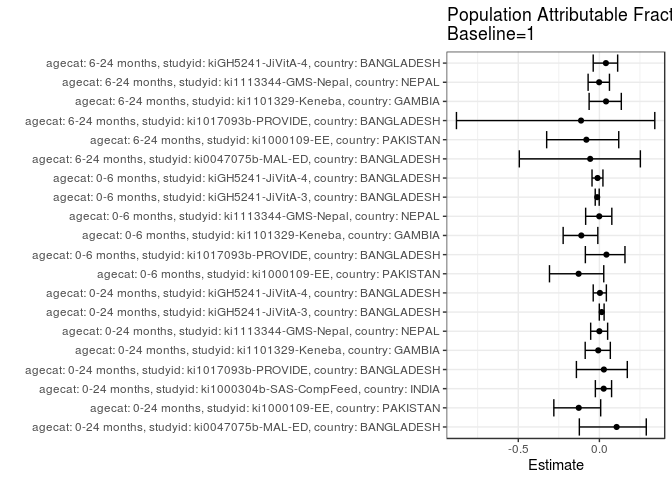 Population Attributable Fract
Baseline=1
agecat: 6-24 months, studyid: kiGH5241-JiVitA-4, country: BANGLADESH
agecat: 6-24 months, studyid: ki1113344-GMS-Nepal, country: NEPAL
agecat: 6-24 months, studyid: ki1101329-Keneba, country: GAMBIA
agecat: 6-24 months, studyid: ki1017093b-PROVIDE, country: BANGLADESH
agecat: 6-24 months, studyid: ki1000109-EE, country: PAKISTAN
agecat: 6-24 months, studyid: ki0047075b-MAL-ED, country: BANGLADESH
agecat: 0-6 months, studyid: kiGH5241-JiVitA-4, country: BANGLADESH
agecat: 0-6 months, studyid: kiGH5241-JiVitA-3, country: BANGLADESH
agecat: 0-6 months, studyid: ki1113344-GMS-Nepal, country: NEPAL
agecat: 0-6 months, studyid: ki1101329-Keneba, country: GAMBIA
agecat: 0-6 months, studyid: ki1017093b-PROVIDE, country: BANGLADESH
agecat: 0-6 months, studyid: ki1000109-EE, country: PAKISTAN
agecat: 0-24 months, studyid: kiGH5241-JiVitA-4, country: BANGLADESH
agecat: 0-24 months, studyid: kiGH5241-JiVitA-3, country: BANGLADESH
agecat: 0-24 months, studyid: ki1113344-GMS-Nepal, country: NEPAL
agecat: 0-24 months, studyid: ki1101329-Keneba, country: GAMBIA
agecat: 0-24 months, studyid: ki1017093b-PROVIDE, country: BANGLADESH
agecat: 0-24 months, studyid: ki1000304b-SAS-CompFeed, country: INDIA
agecat: 0-24 months, studyid: ki1000109-EE, country: PAKISTAN
agecat: 0-24 months, studyid: ki0047075b-MAL-ED, country: BANGLADESH
-0.5 0.0
Estimate